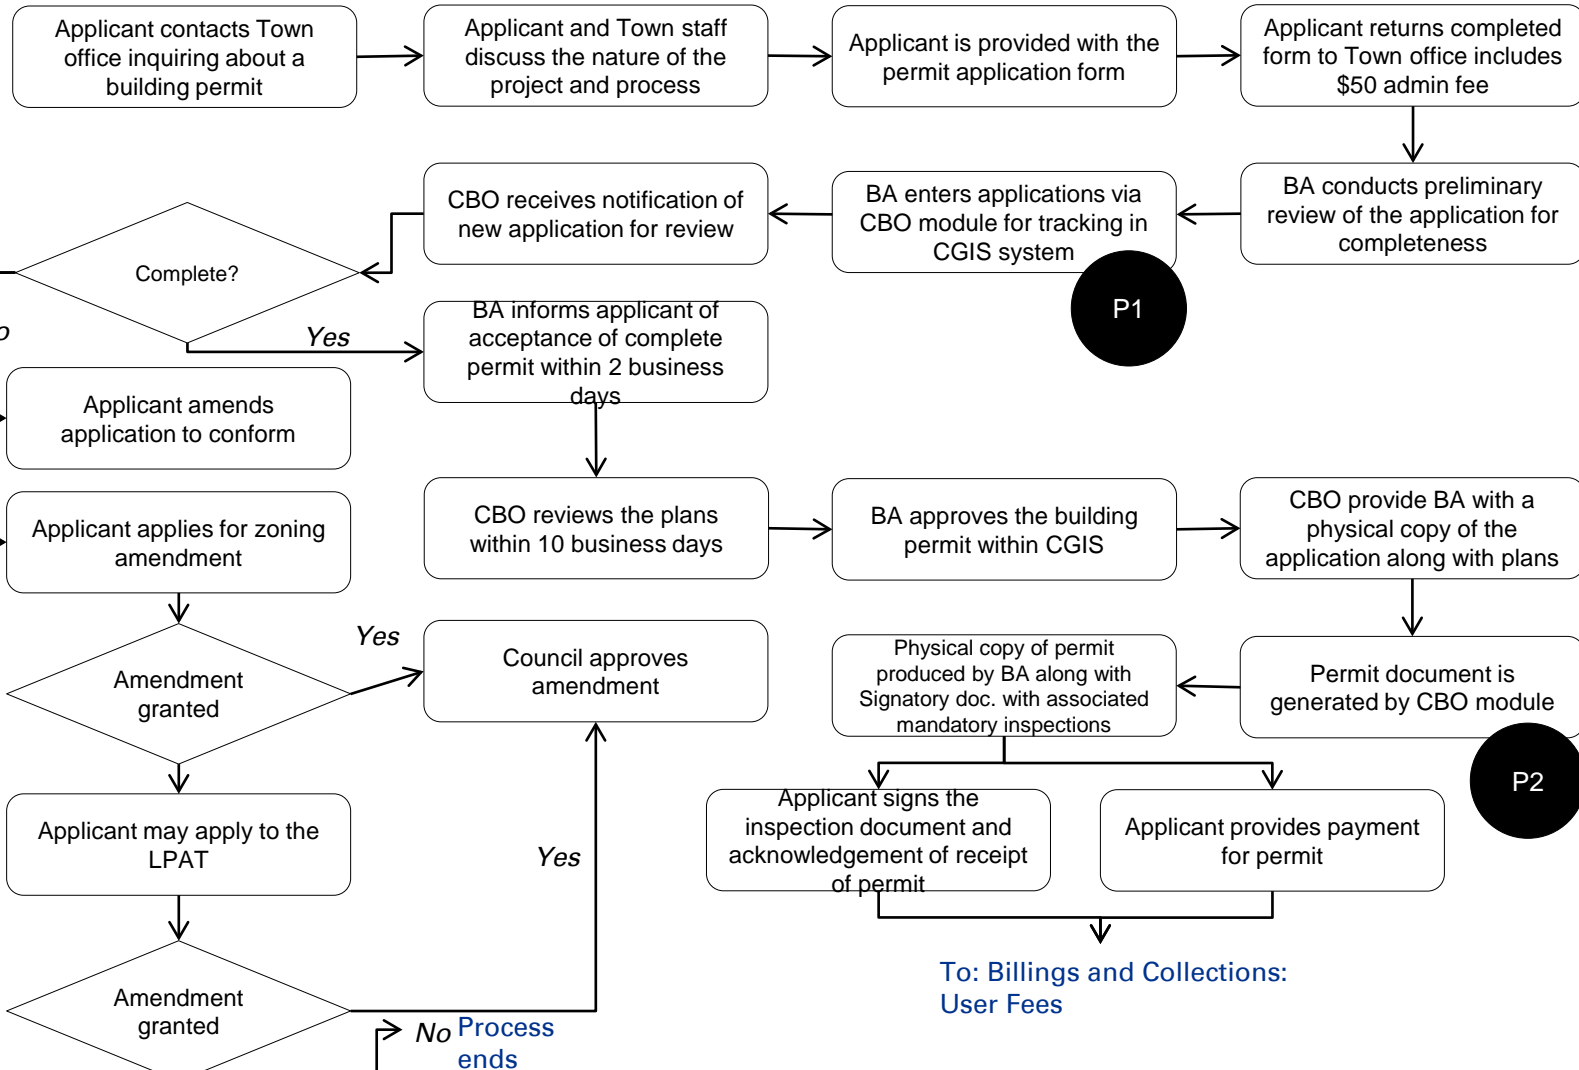 Applicant contacts Town
office inquiring about a
building permit
Applicant and Town staff
discuss the nature of the
project and process
Applicant is provided with the
permit application form
Applicant returns completed
form to Town office includes
$50 admin fee
BA conducts preliminary
review of the application for
completeness
BA enters applications via
CBO module for tracking in
CGIS system
P1
CBO receives notification of
new application for review
Complete?
Yes
BA informs applicant of
acceptance of complete
permit within 2 business
days
Applicant amends
application to conform
Applicant applies for zoning
amendment
CBO reviews the plans
within 10 business days
BA approves the building
permit within CGIS
CBO provide BA with a
physical copy of the
application along with plans
Amendment
granted
Yes
Council approves
amendment
Physical copy of permit
produced by BA along with
Signatory doc. with associated
mandatory inspections
Permit document is
generated by CBO module
P2
Applicant may apply to the
LPAT
Yes
Applicant signs the
inspection document and
acknowledgement of receipt
of permit
Applicant provides payment
for permit
Amendment
granted
No Process
ends
To: Billings and Collections:
User Fees